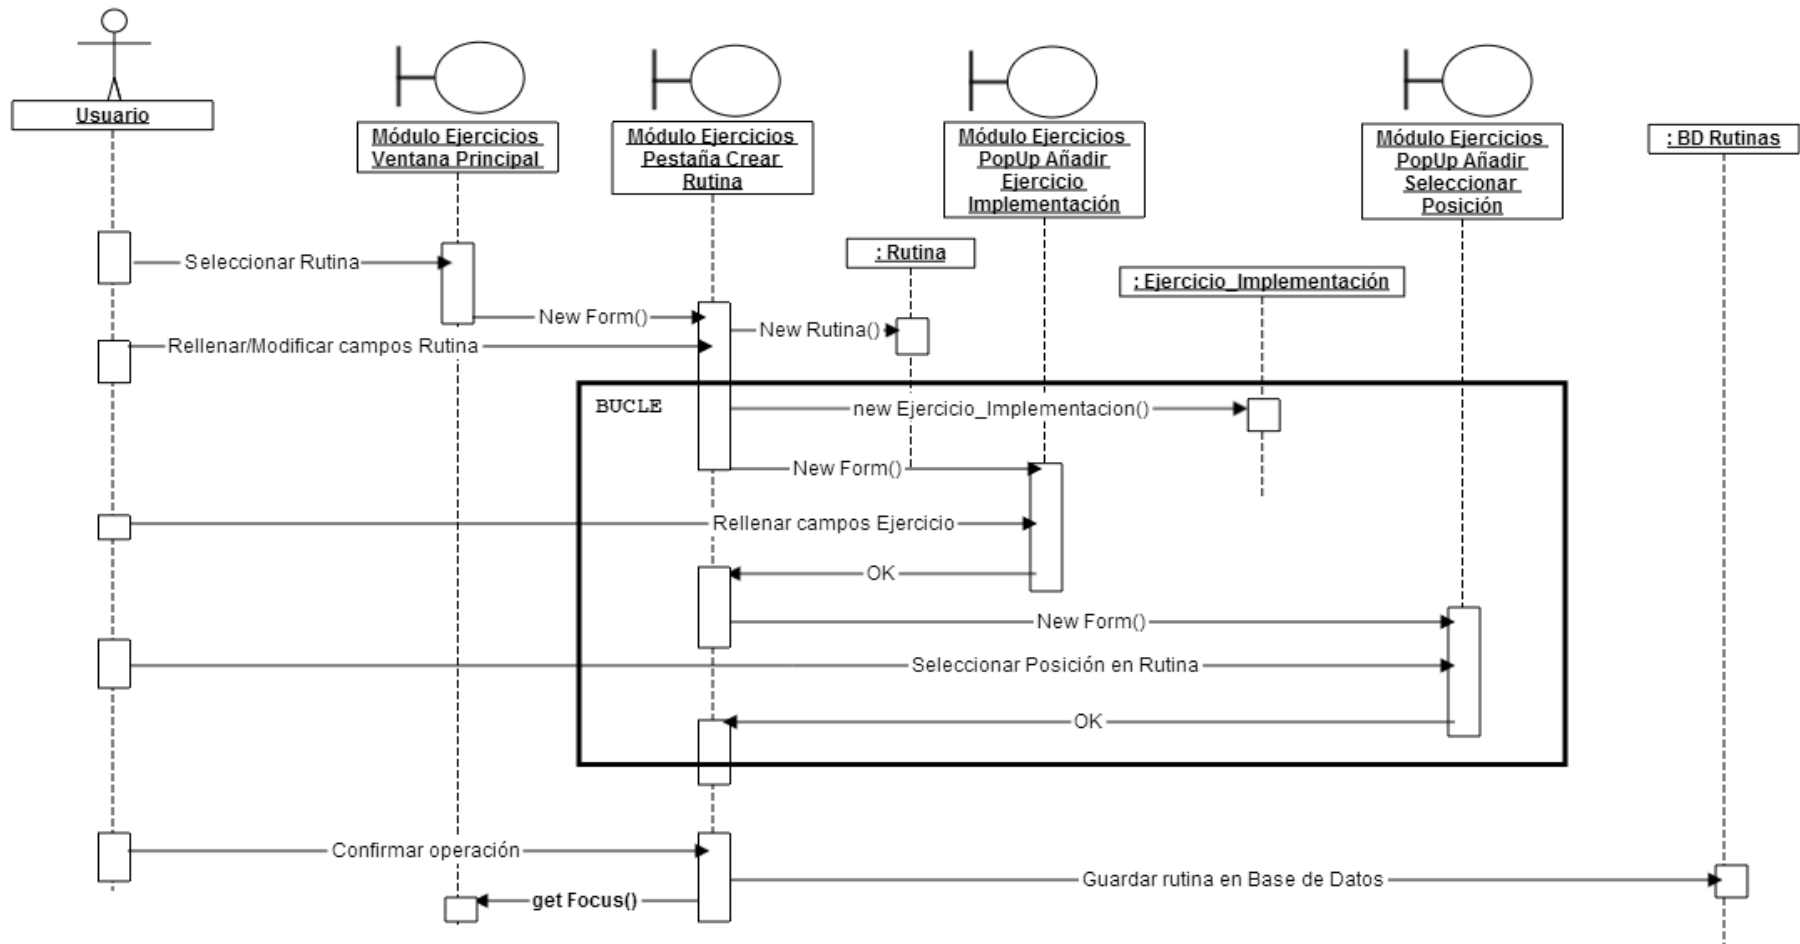 Usuario
Módulo Ejercicios
Ventana Principal
Módulo Ejercicios
Pestaña Crear
Rutina
Módulo Ejercicios
PopUp Añadir
Ejercicio
Implementación
Módulo Ejercicios
PopUp Añadir
Seleccionar
Posición
: BD Rutinas
: Rutina
: Ejercicio_Implementación
Seleccionar Rutina
New Form()
New Rutina()
Rellenar/Modificar campos Rutina
BUCLE
new Ejercicio_Implementacion()
New Form()
Rellenar campos Ejercicio
OK
New Form()
Seleccionar Posición en Rutina
OK
Confirmar operación
Guardar rutina en Base de Datos
get Focus()